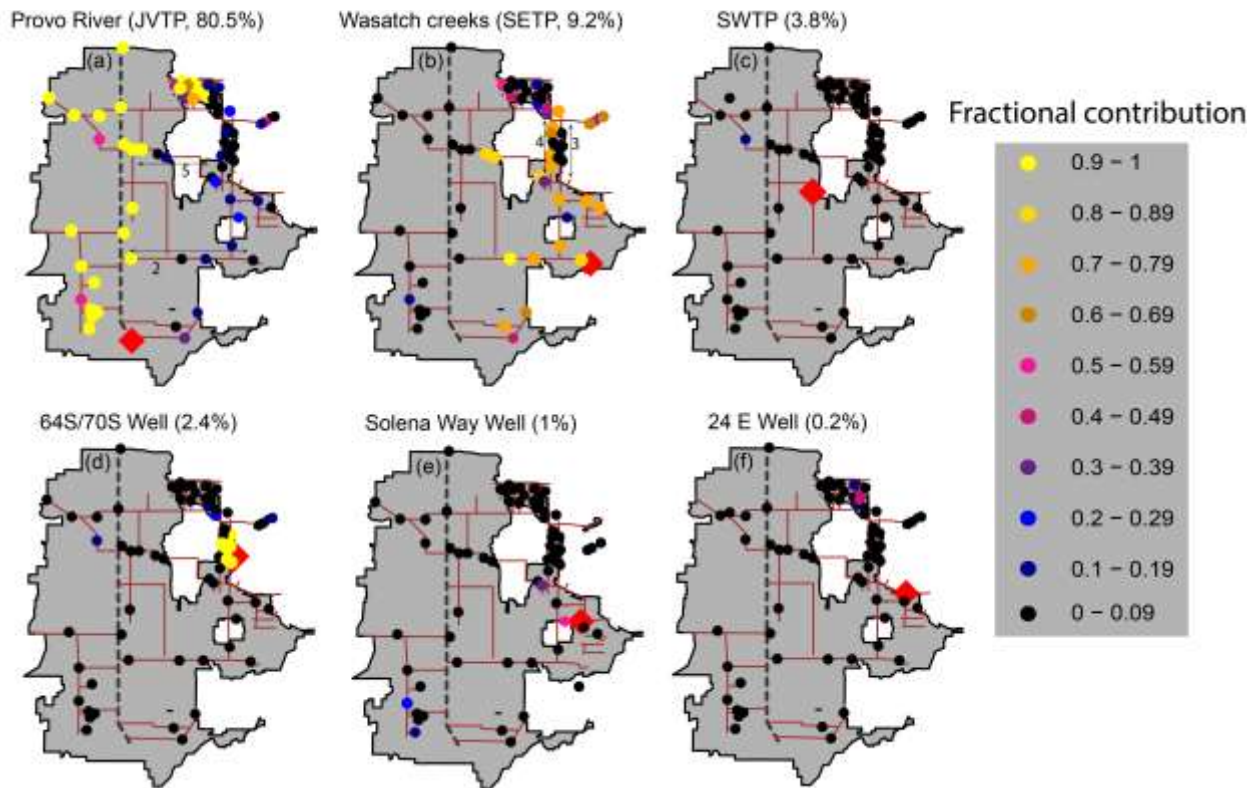 Provo River (JVTP, 80.5%)
Wasatch creeks (SETP, 9.2%)
SWTP (3.8%)
(a)
(b)
(c)
5
2
4
3
Fractional contribution
0.9 − 1
0.8 − 0.89
0.7 − 0.79
0.6 − 0.69
0.5 − 0.59
0.4 − 0.49
0.3 − 0.39
0.2 − 0.29
0.1 − 0.19
0 − 0.09
64S/70S Well (2.4%)
Solena Way Well (1%)
24 E Well (0.2%)
(d)
(e)
(f)